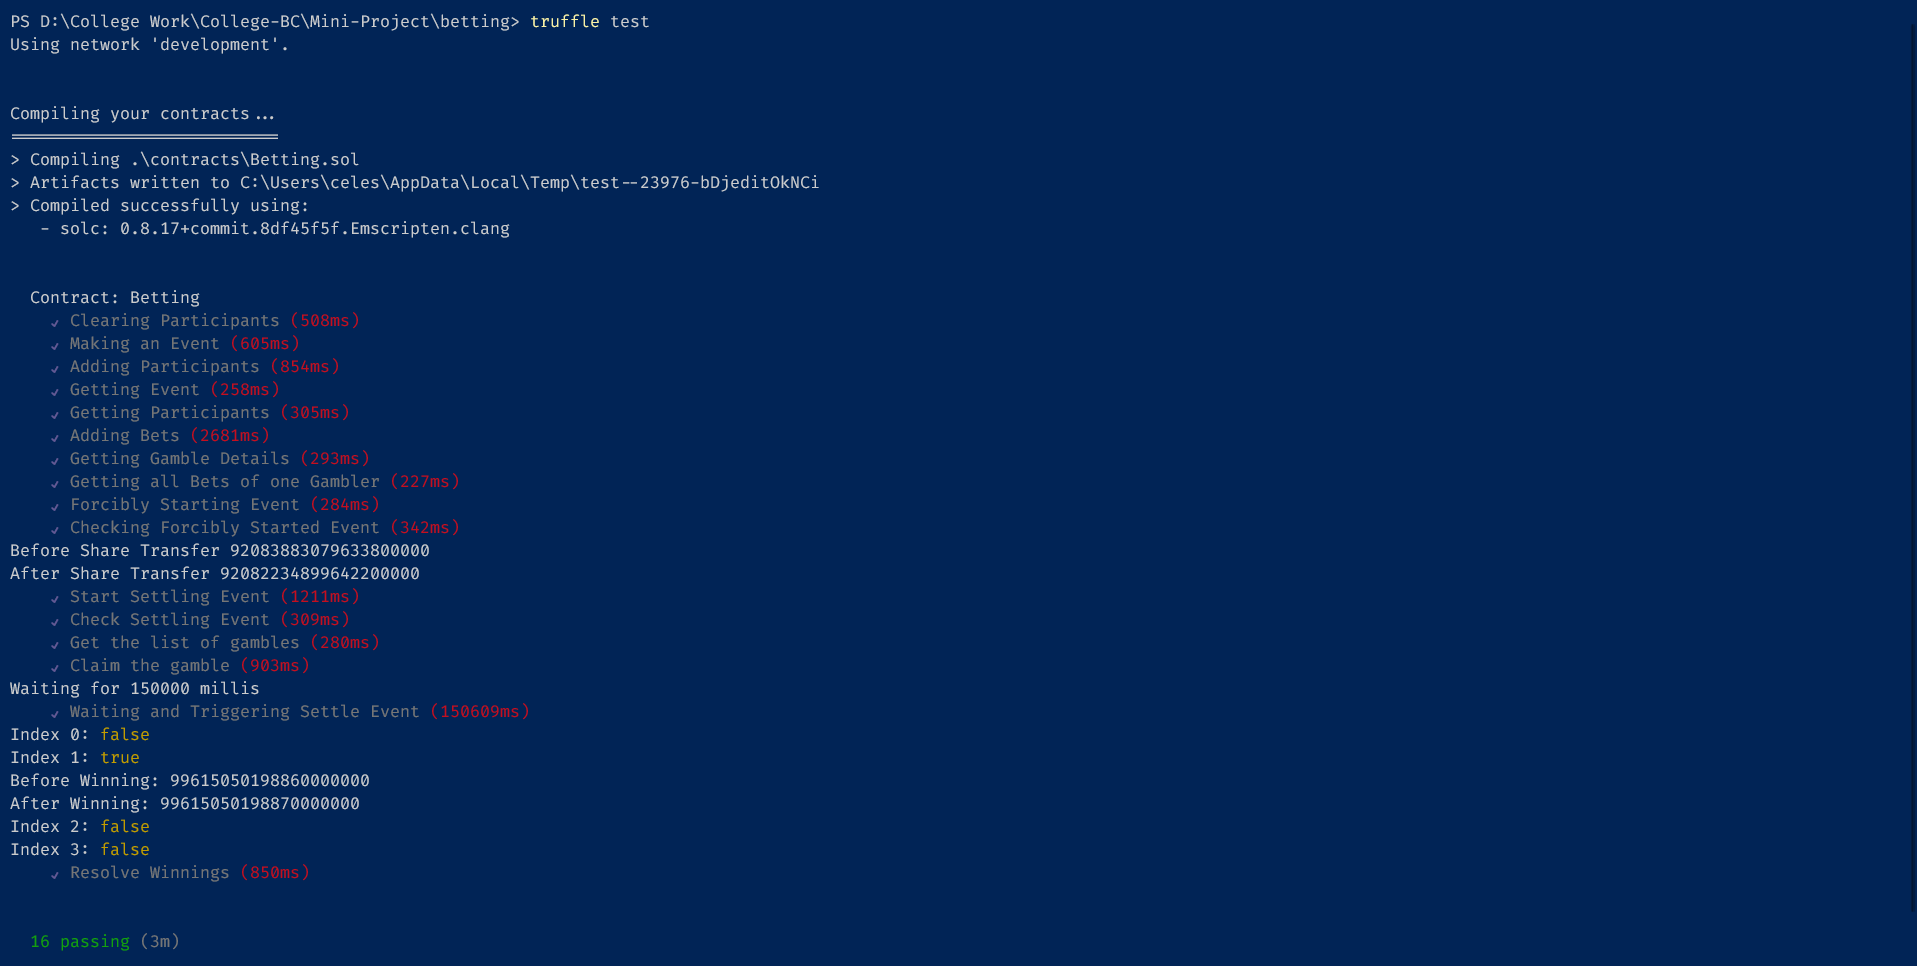 PS D:\College Work\College-BC\Mini-Project\betting> truffle test
Using network 'development'.
Compiling your contracts...
===========================
> Compiling .\contracts\Betting.sol
> Artifacts written to C:\Users\celes\AppData\Local\Temp\test--23976-bDjeditOkNCi
> Compiled successfully using:
   - solc: 0.8.17+commit.8df45f5f.Emscripten.clang
  Contract: Betting
    ✓ Clearing Participants (508ms)
    ✓ Making an Event (605ms)
    ✓ Adding Participants (854ms)
    ✓ Getting Event (258ms)
    ✓ Getting Participants (305ms)
    ✓ Adding Bets (2681ms)
    ✓ Getting Gamble Details (293ms)
    ✓ Getting all Bets of one Gambler (227ms)
    ✓ Forcibly Starting Event (284ms)
    ✓ Checking Forcibly Started Event (342ms)
Before Share Transfer 92083883079633800000
After Share Transfer 92082234899642200000
    ✓ Start Settling Event (1211ms)
    ✓ Check Settling Event (309ms)
    ✓ Get the list of gambles (280ms)
    ✓ Claim the gamble (903ms)
Waiting for 150000 millis
    ✓ Waiting and Triggering Settle Event (150609ms)
Index 0: false
Index 1: true
Before Winning: 99615050198860000000
After Winning: 99615050198870000000
Index 2: false
Index 3: false
    ✓ Resolve Winnings (850ms)
  16 passing (3m)